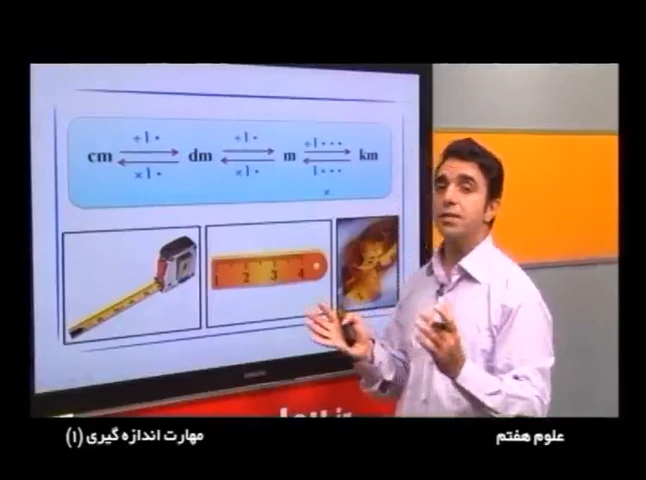 ÷۱۰ ÷۱۰ ÷۱۰۰۰
cm dm m km
×۱۰ ×۱۰ ۱۰۰۰
×
1 2 3 4
علوم هفتم
مهارت اندازه گیری (۱)